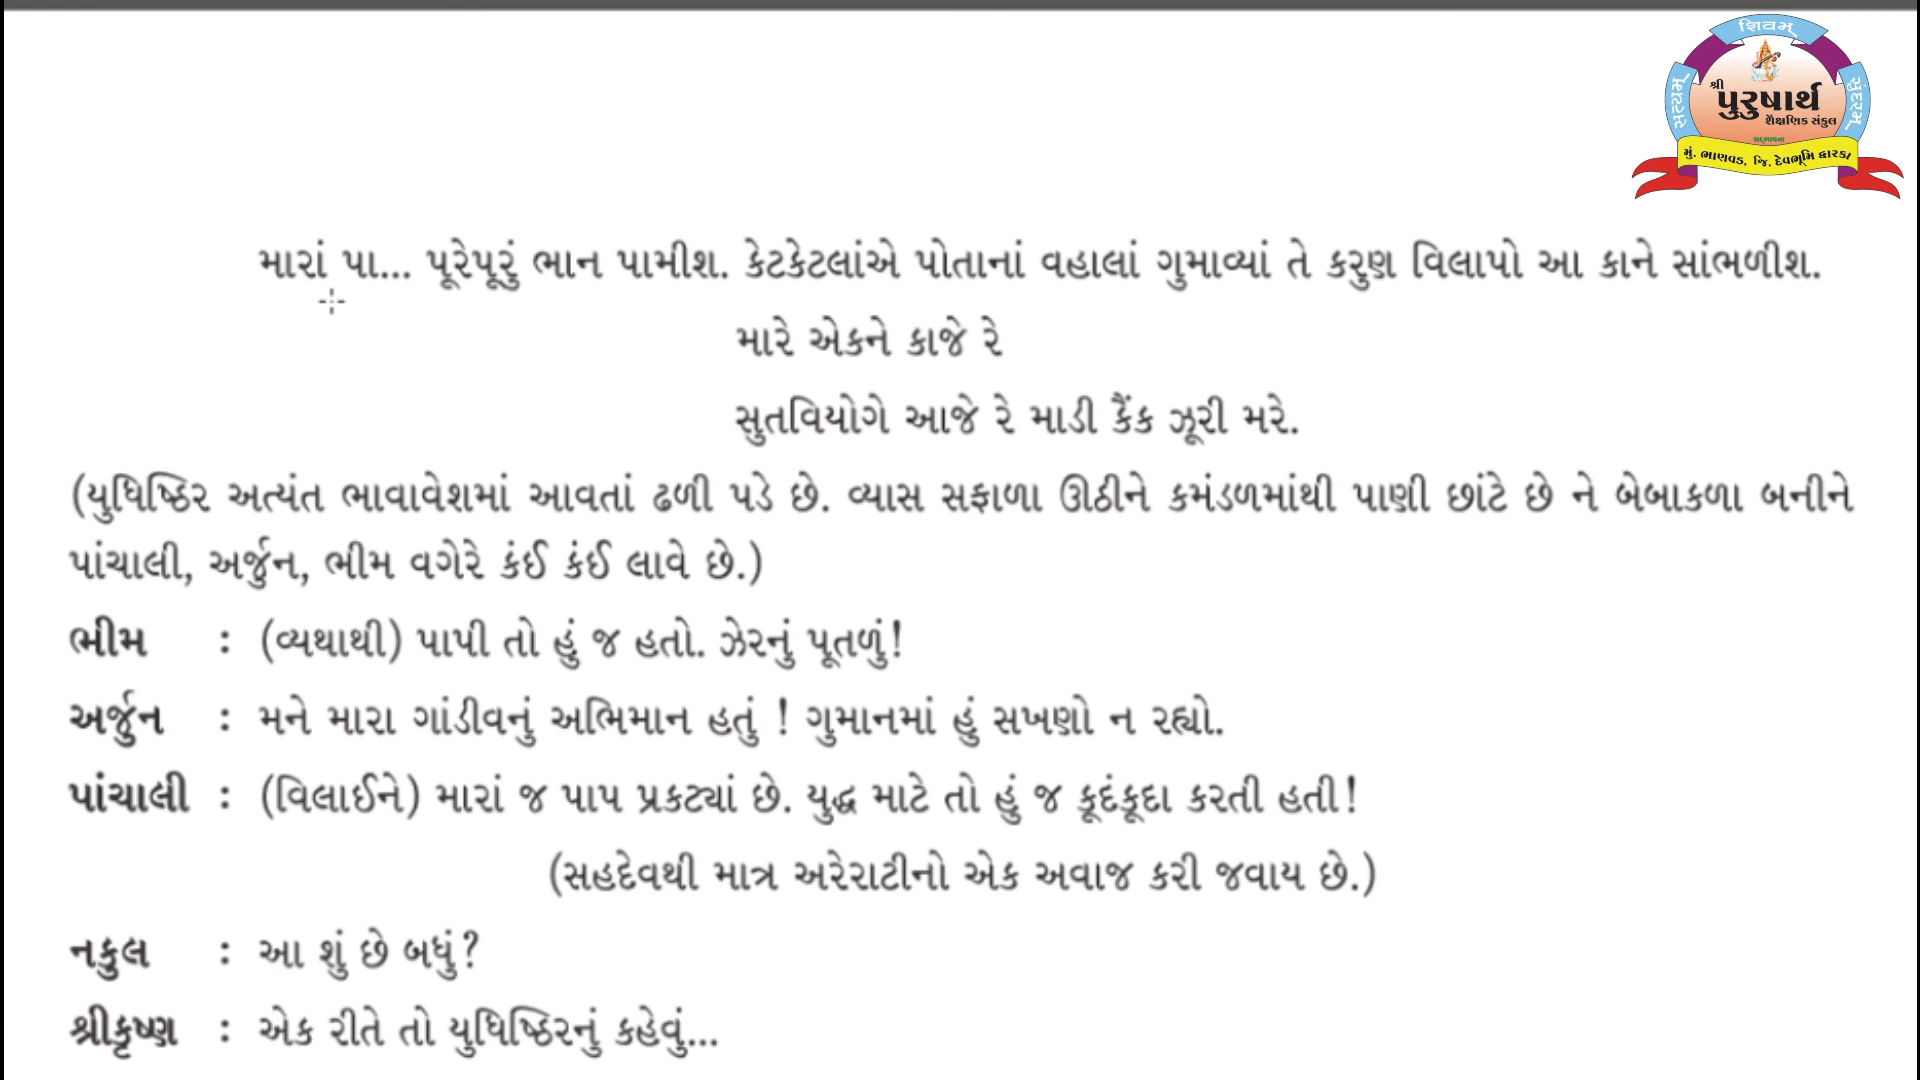 શિવમ્
સત્યમ્
સુંદરમ્
શ્રી
પુરુષાર્થ
શૈક્ષણિક સંકુલ
સદ્ભાવના
મું. ભાણવડ, જિ. દેવભૂમિ દ્વારકા
મારાં પા... પૂરેપૂરું ભાન પામીશ. કેટકેટલાંએ પોતાનાં વહાલાં ગુમાવ્યાં તે કરુણ વિલાપો આ કાને સાંભળીશ.
મારે એકને કાજે રે
સુતવિયોગે આજે રે માડી કૈંક ઝૂરી મરે.
(યુધિષ્ઠિર અત્યંત ભાવાવેશમાં આવતાં ઢળી પડે છે. વ્યાસ સફાળા ઊઠીને કમંડળમાંથી પાણી છાંટે છે ને બેબાકળા બનીને
પાંચાલી, અર્જુન, ભીમ વગેરે કંઈ કંઈ લાવે છે.)
ભીમ : (વ્યથાથી) પાપી તો હું જ હતો. ઝેરનું પૂતળું!
અર્જુન : મને મારા ગાંડીવનું અભિમાન હતું ! ગુમાનમાં હું સખણો ન રહ્યો.
પાંચાલી : (વિલાઈને) મારાં જ પાપ પ્રકટ્યાં છે. યુદ્ધ માટે તો હું જ કૂદંકૂદા કરતી હતી!
(સહદેવથી માત્ર અરેરાટીનો એક અવાજ કરી જવાય છે.)
નકુલ : આ શું છે બધું?
શ્રીકૃષ્ણ : એક રીતે તો યુધિષ્ઠિરનું કહેવું...